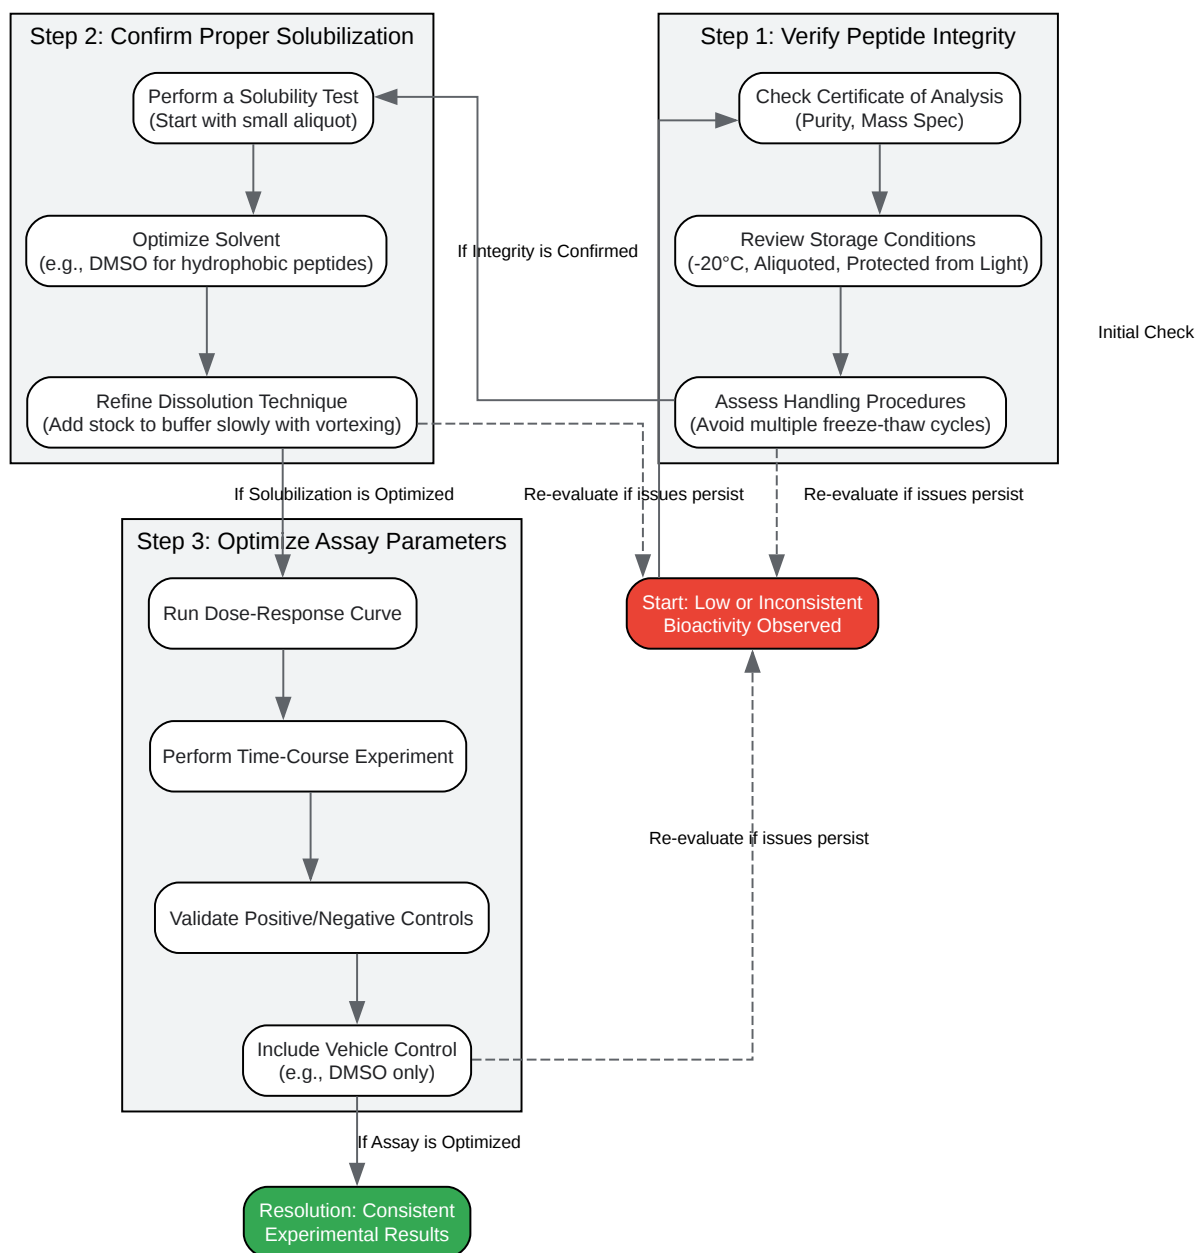 Step 2: Confirm Proper Solubilization
Perform a Solubility Test
(Start with small aliquot)
Optimize Solvent
(e.g., DMSO for hydrophobic peptides)
Refine Dissolution Technique
(Add stock to buffer slowly with vortexing)
Step 1: Verify Peptide Integrity
Check Certificate of Analysis
(Purity, Mass Spec)
Review Storage Conditions
(-20°C, Aliquoted, Protected from Light)
Assess Handling Procedures
(Avoid multiple freeze-thaw cycles)
If Integrity is Confirmed
Initial Check
If Solubilization is Optimized
Re-evaluate if issues persist
Re-evaluate if issues persist
Step 3: Optimize Assay Parameters
Run Dose-Response Curve
Perform Time-Course Experiment
Validate Positive/Negative Controls
Include Vehicle Control
(e.g., DMSO only)
Start: Low or Inconsistent
Bioactivity Observed
Re-evaluate if issues persist
If Assay is Optimized
Resolution: Consistent
Experimental Results